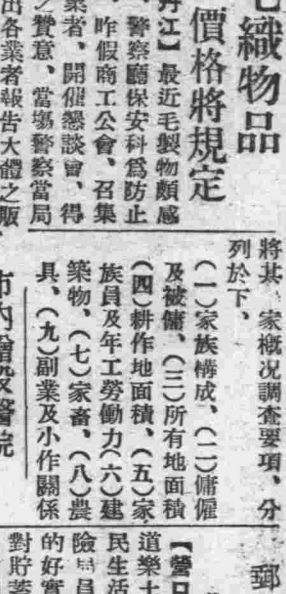 織物品
價格將規定
丹江】最近毛製物頗感
警察廳保安科爲防止
昨假商工公會、召集
業者、開催懇談會、得
之贊意、當塲警察當局
出各業者報告大體之販
將其　家概况調查要項、分
列於下、
（一）家族構成、（二）傭僱
及被傭、（三）所有地面積
（四）耕作地面積、（五）家
族員及年工勞働力（六）建
築物、（七）家畜、（八）農
具、（九）副業及小作關係
市內增設醫院
郵
【營口
道樂土
民生活
險 員
的好實
對貯蓄